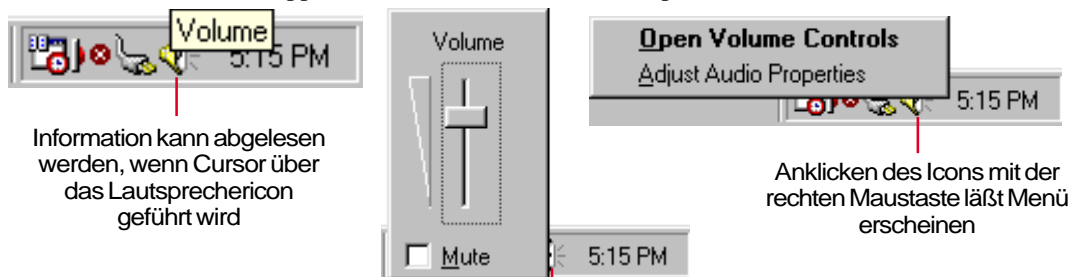 Volume
5:15 PM
Information kann abgelesen
werden, wenn Cursor über
das Lautsprechericon
geführt wird
Volume
Mute
5:15 PM
Open Volume Controls
Adjust Audio Properties
5:15 PM
Anklicken des Icons mit der
rechten Maustaste läßt Menü
erscheinen